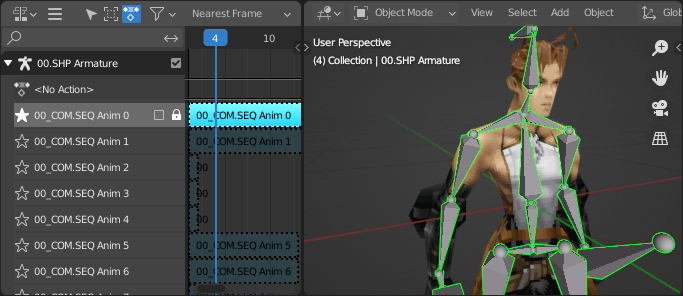 Nearest Frame
4
10
00.SHP Armature
<No Action>
00_COM.SEQ Anim 0
00_COM.SEQ Anim 0
00_COM.SEQ Anim 1
00_COM.SEQ Anim 1
00_COM.SEQ Anim 2
00
00_COM.SEQ Anim 3
00
00_COM.SEQ Anim 4
00
00_COM.SEQ Anim 5
00_COM.SEQ Anim 5
00_COM.SEQ Anim 6
00_COM.SEQ Anim 6
Object Mode
View
Select
Add
Object
Glob
User Perspective
(4) Collection | 00.SHP Armature